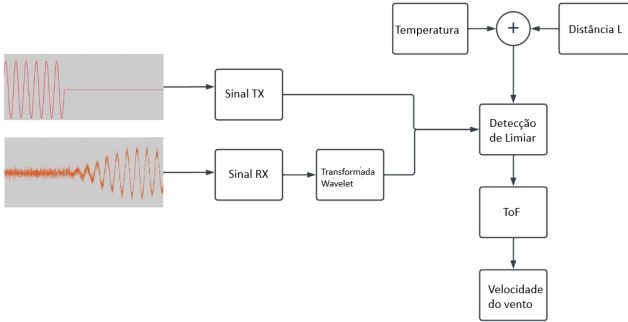 Temperatura
+
Distância L
Sinal TX
Detecção
de Limiar
Sinal RX
Transformada
Wavelet
ToF
Velocidade
do vento